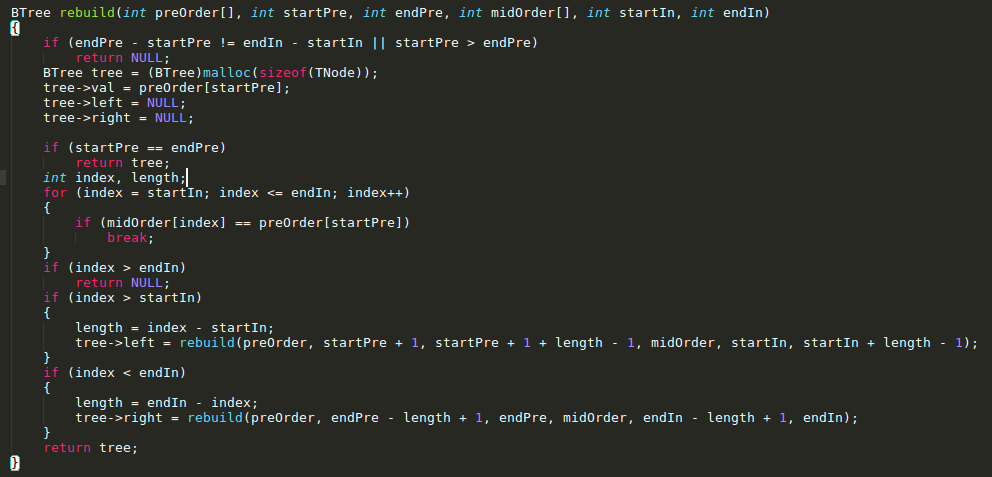 BTree rebuild(int preOrder[], int startPre, int endPre, int midOrder[], int startIn, int endIn)
{
    if (endPre - startPre != endIn - startIn || startPre > endPre)
        return NULL;
    BTree tree = (BTree)malloc(sizeof(TNode));
    tree->val = preOrder[startPre];
    tree->left = NULL;
    tree->right = NULL;

    if (startPre == endPre)
        return tree;
    int index, length;
    for (index = startIn; index <= endIn; index++)
    {
        if (midOrder[index] == preOrder[startPre])
            break;
    }
    if (index > endIn)
        return NULL;
    if (index > startIn)
    {
        length = index - startIn;
        tree->left = rebuild(preOrder, startPre + 1, startPre + 1 + length - 1, midOrder, startIn, startIn + length - 1);
    }
    if (index < endIn)
    {
        length = endIn - index;
        tree->right = rebuild(preOrder, endPre - length + 1, endPre, midOrder, endIn - length + 1, endIn);
    }
    return tree;
}